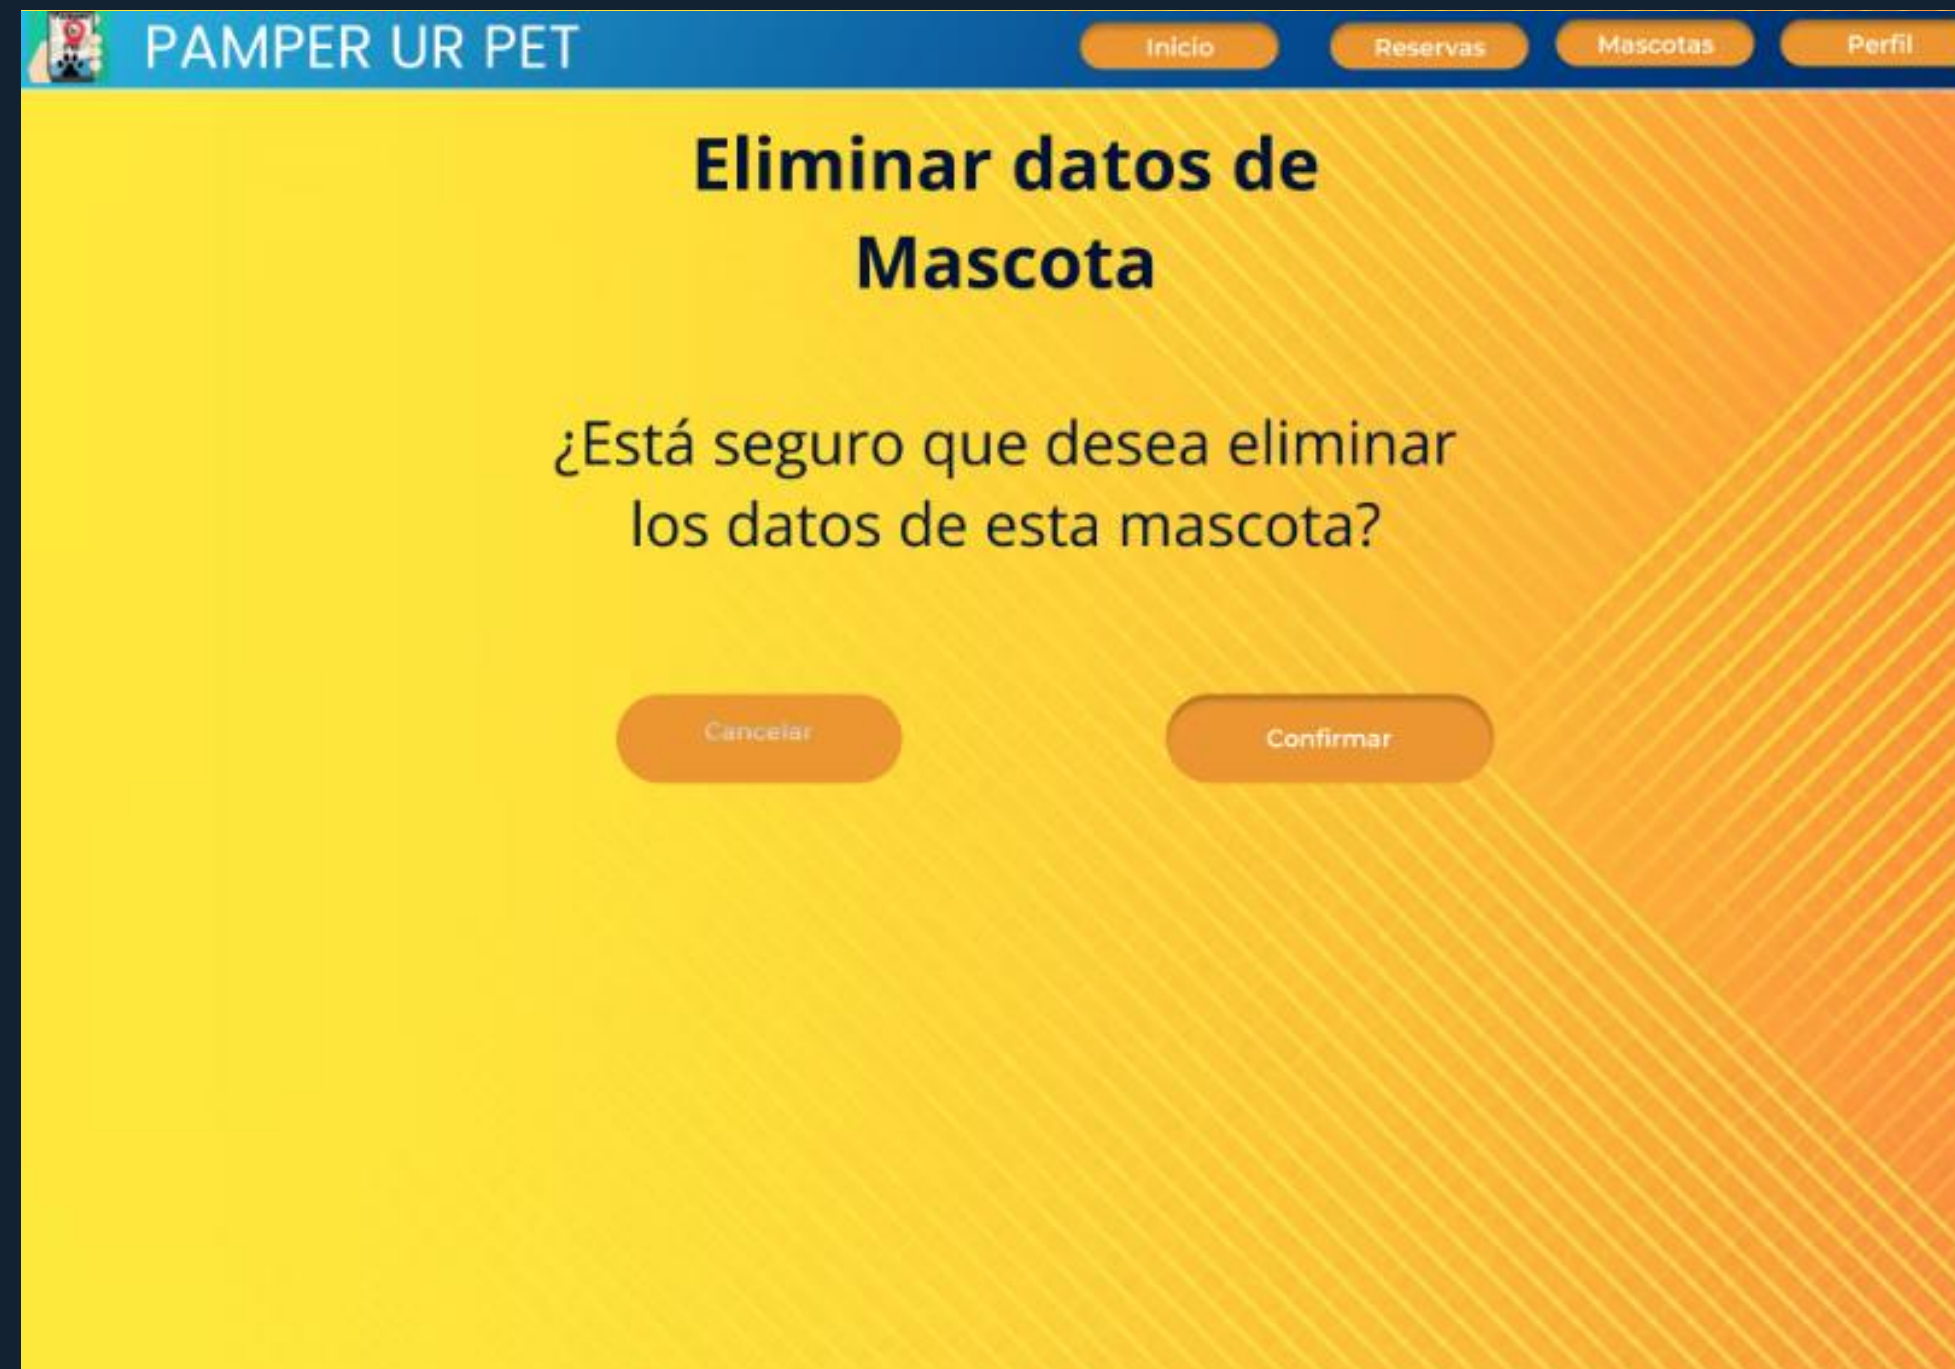 PAMPER UR PET
Inicio
Reservas
Mascotas
Perfil
Eliminar datos de
Mascota
¿Está seguro que desea eliminar
los datos de esta mascota?
Cancelar
Confirmar